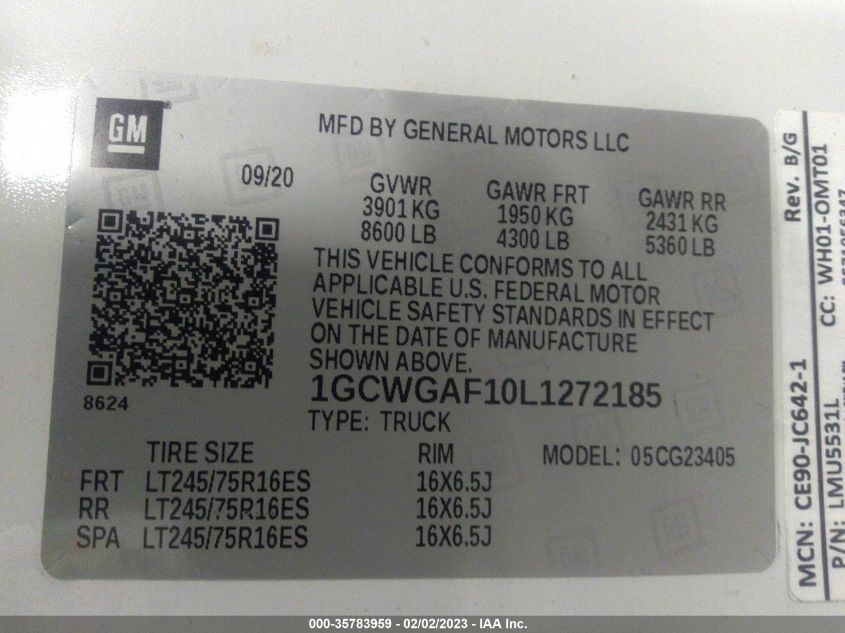 GM
MFD BY GENERAL MOTORS LLC
09/20
GVWR
3901 KG
8600 LB
GAWR FRT
1950 KG
4300 LB
GAWR RR
2431 KG
5360 LB
THIS VEHICLE CONFORMS TO ALL
APPLICABLE U.S. FEDERAL MOTOR
VEHICLE SAFETY STANDARDS IN EFFECT
ON THE DATE OF MANUFACTURE
SHOWN ABOVE.
8624
1GCWGAF10L1272185
TYPE: TRUCK
TIRE SIZE RIM MODEL: 05CG23405
FRT LT245/75R16ES 16X6.5J
RR LT245/75R16ES 16X6.5J
SPA LT245/75R16ES 16X6.5J
MCN: CE90-JC642-1 Rev. B/G
P/N: LMU5531L CC: WH01-OMT01
000-35783959 - 02/02/2023 - IAA Inc.